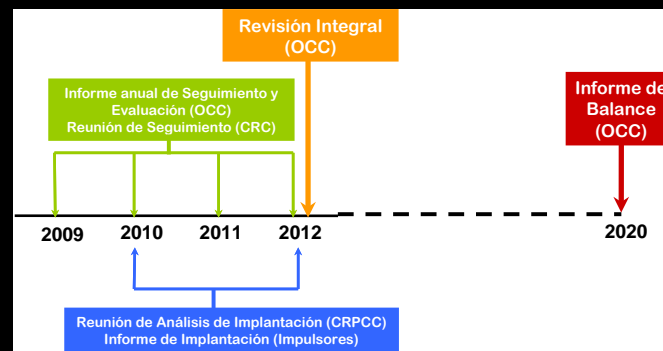 Revisión Integral
(OCC)
Informe anual de Seguimiento y
Evaluación (OCC)
Reunión de Seguimiento (CRC)
Informe de
Balance
(OCC)
2009
2010
2011
2012
2020
Reunión de Análisis de Implantación (CRPCC)
Informe de Implantación (Impulsores)